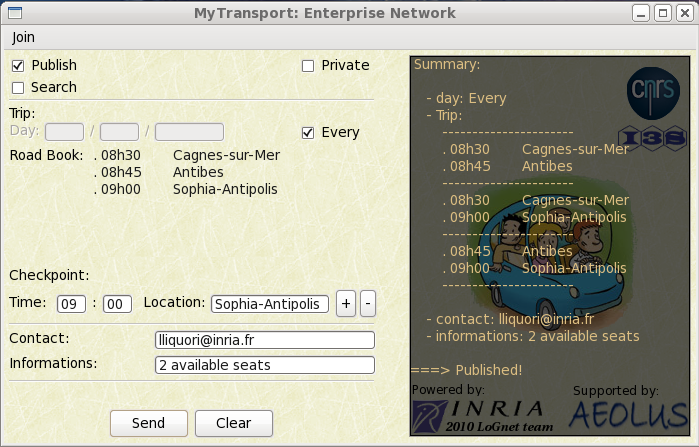 MyTransport: Enterprise Network
Join
Publish
Private
Search
Trip:
Day: / /
Every
Road Book: . 08h30 Cagnes-sur-Mer
. 08h45 Antibes
. 09h00 Sophia-Antipolis
Checkpoint:
Time: 09 : 00 Location: Sophia-Antipolis + -
Contact: lliquori@inria.fr
Informations: 2 available seats
Send Clear
Summary:
- day: Every
- Trip:
----------------------
. 08h30 Cagnes-sur-Mer
. 08h45 Antibes
----------------------
. 08h30 Cagnes-sur-Mer
. 09h00 Sophia-Antipolis
----------------------
. 08h45 Antibes
. 09h00 Sophia-Antipolis
----------------------
- contact: lliquori@inria.fr
- informations: 2 available seats
===> Published!
cnrs
I3S
Powered by:
INRIA
2010 LoGnet team
Supported by:
AEOLUS